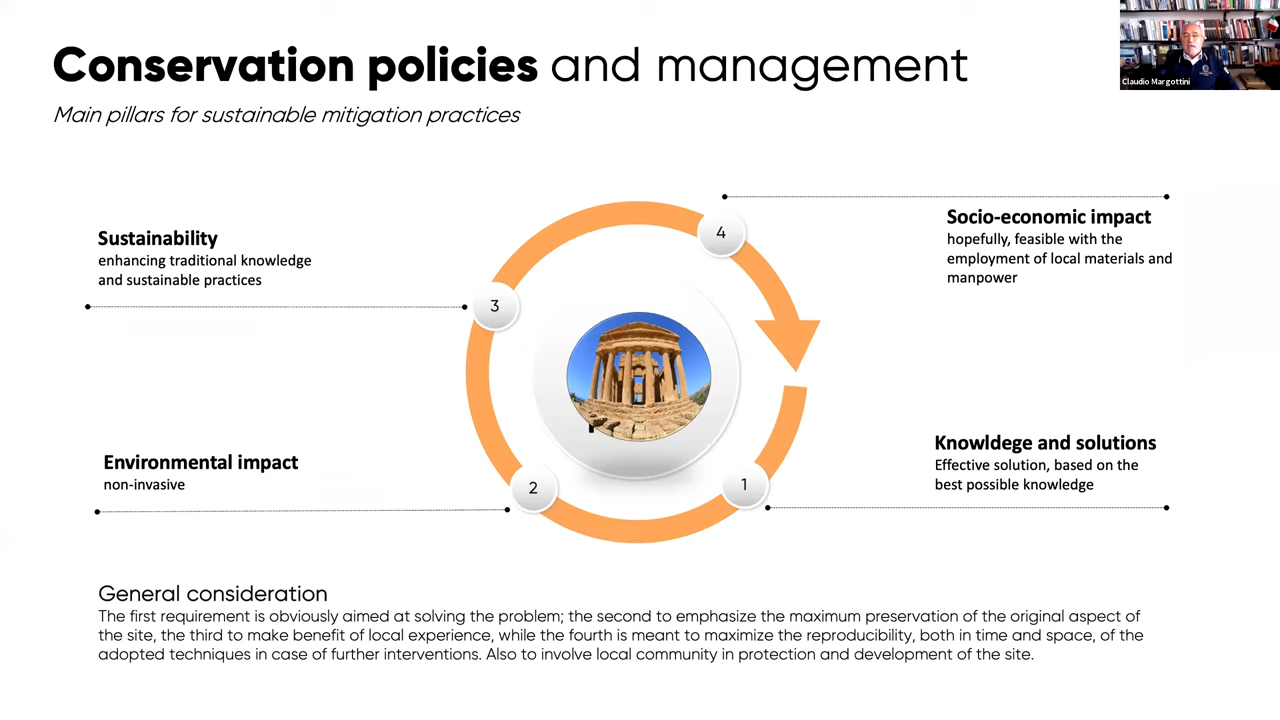 Conservation policies and management
Main pillars for sustainable mitigation practices
Claudio Margottini
Sustainability
enhancing traditional knowledge
and sustainable practices
3
4
Socio-economic impact
hopefully, feasible with the
employment of local materials and
manpower
Environmental impact
non-invasive
2
1
Knowldege and solutions
Effective solution, based on the
best possible knowledge
General consideration
The first requirement is obviously aimed at solving the problem; the second to emphasize the maximum preservation of the original aspect of
the site, the third to make benefit of local experience, while the fourth is meant to maximize the reproducibility, both in time and space, of the
adopted techniques in case of further interventions. Also to involve local community in protection and development of the site.